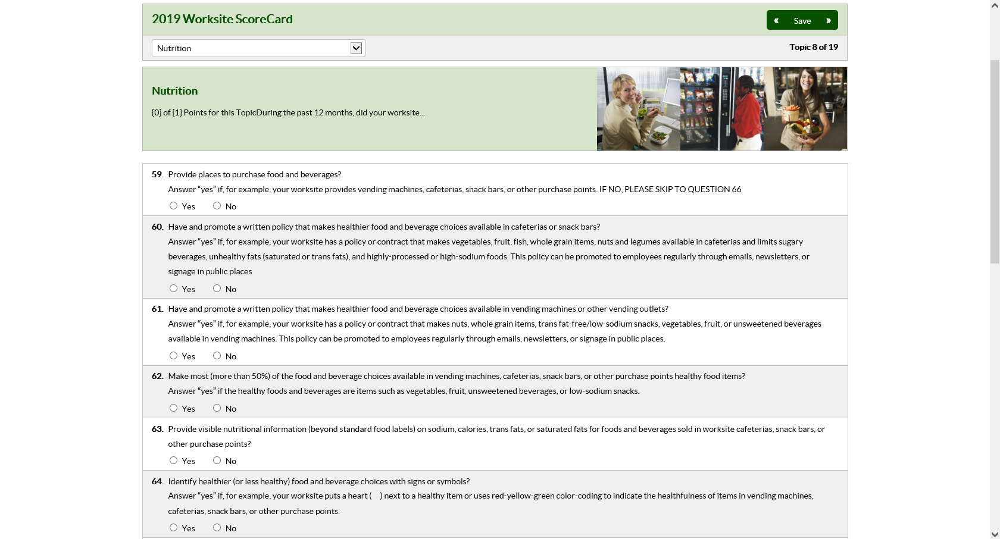 2019 Worksite ScoreCard
« Save »
Nutrition
Topic 8 of 19
Nutrition
{0} of {1} Points for this TopicDuring the past 12 months, did your worksite...
59. Provide places to purchase food and beverages?
Answer “yes” if, for example, your worksite provides vending machines, cafeterias, snack bars, or other purchase points. IF NO, PLEASE SKIP TO QUESTION 66
Yes No
60. Have and promote a written policy that makes healthier food and beverage choices available in cafeterias or snack bars?
Answer “yes” if, for example, your worksite has a policy or contract that makes vegetables, fruit, fish, whole grain items, nuts and legumes available in cafeterias and limits sugary
beverages, unhealthy fats (saturated or trans fats), and highly-processed or high-sodium foods. This policy can be promoted to employees regularly through emails, newsletters, or
signage in public places
Yes No
61. Have and promote a written policy that makes healthier food and beverage choices available in vending machines or other vending outlets?
Answer “yes” if, for example, your worksite has a policy or contract that makes nuts, whole grain items, trans fat-free/low-sodium snacks, vegetables, fruit, or unsweetened beverages
available in vending machines. This policy can be promoted to employees regularly through emails, newsletters, or signage in public places.
Yes No
62. Make most (more than 50%) of the food and beverage choices available in vending machines, cafeterias, snack bars, or other purchase points healthy food items?
Answer “yes” if the healthy foods and beverages are items such as vegetables, fruit, unsweetened beverages, or low-sodium snacks.
Yes No
63. Provide visible nutritional information (beyond standard food labels) on sodium, calories, trans fats, or saturated fats for foods and beverages sold in worksite cafeterias, snack bars, or
other purchase points?
Yes No
64. Identify healthier (or less healthy) food and beverage choices with signs or symbols?
Answer “yes” if, for example, your worksite puts a heart ( ) next to a healthy item or uses red-yellow-green color-coding to indicate the healthfulness of items in vending machines,
cafeterias, snack bars, or other purchase points.
Yes No